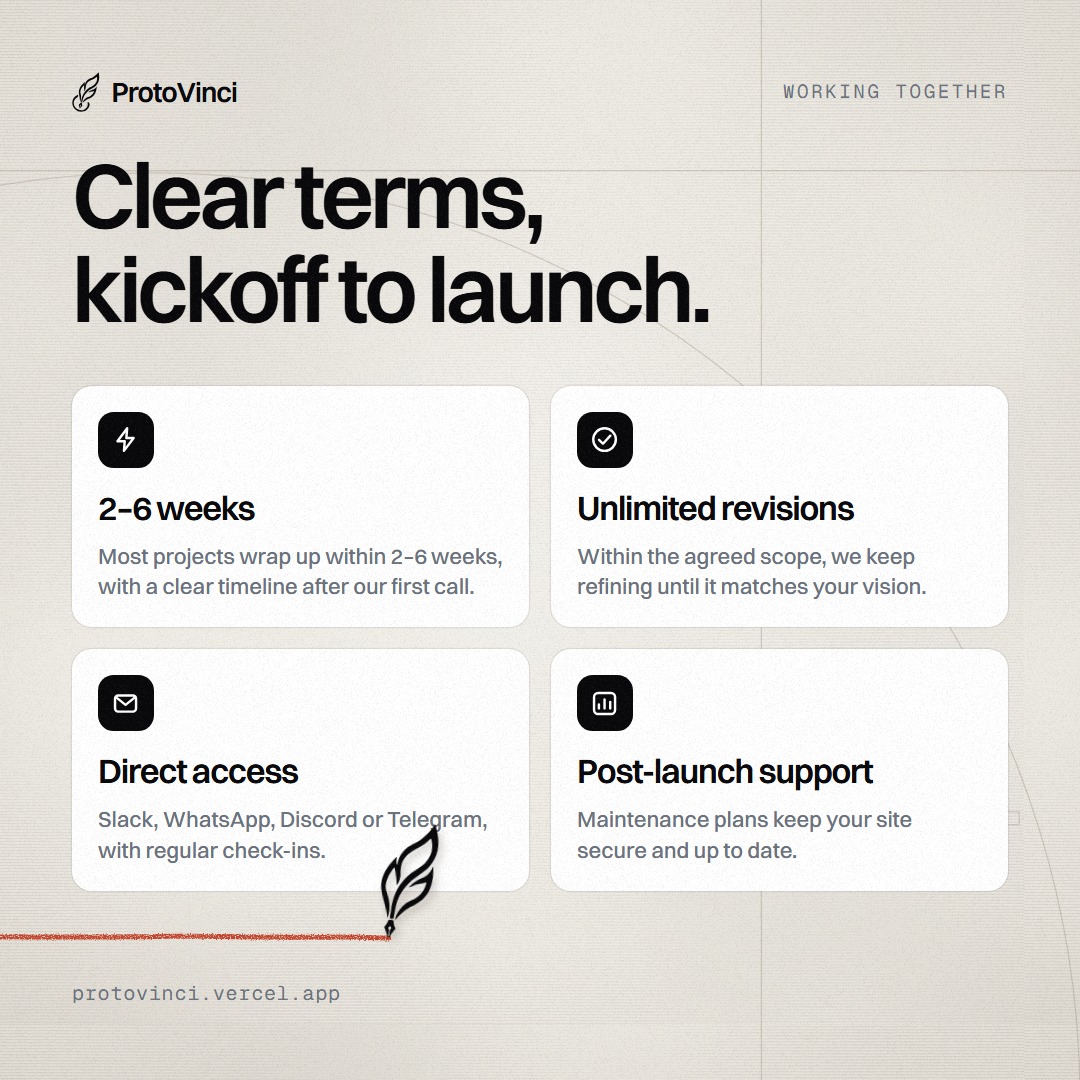 ProtoVinci
WORKING TOGETHER
Clear terms,
kickoff to launch.
2–6 weeks
Most projects wrap up within 2–6 weeks,
with a clear timeline after our first call.
Unlimited revisions
Within the agreed scope, we keep
refining until it matches your vision.
Direct access
Slack, WhatsApp, Discord or Telegram,
with regular check-ins.
Post-launch support
Maintenance plans keep your site
secure and up to date.
protovinci.vercel.app